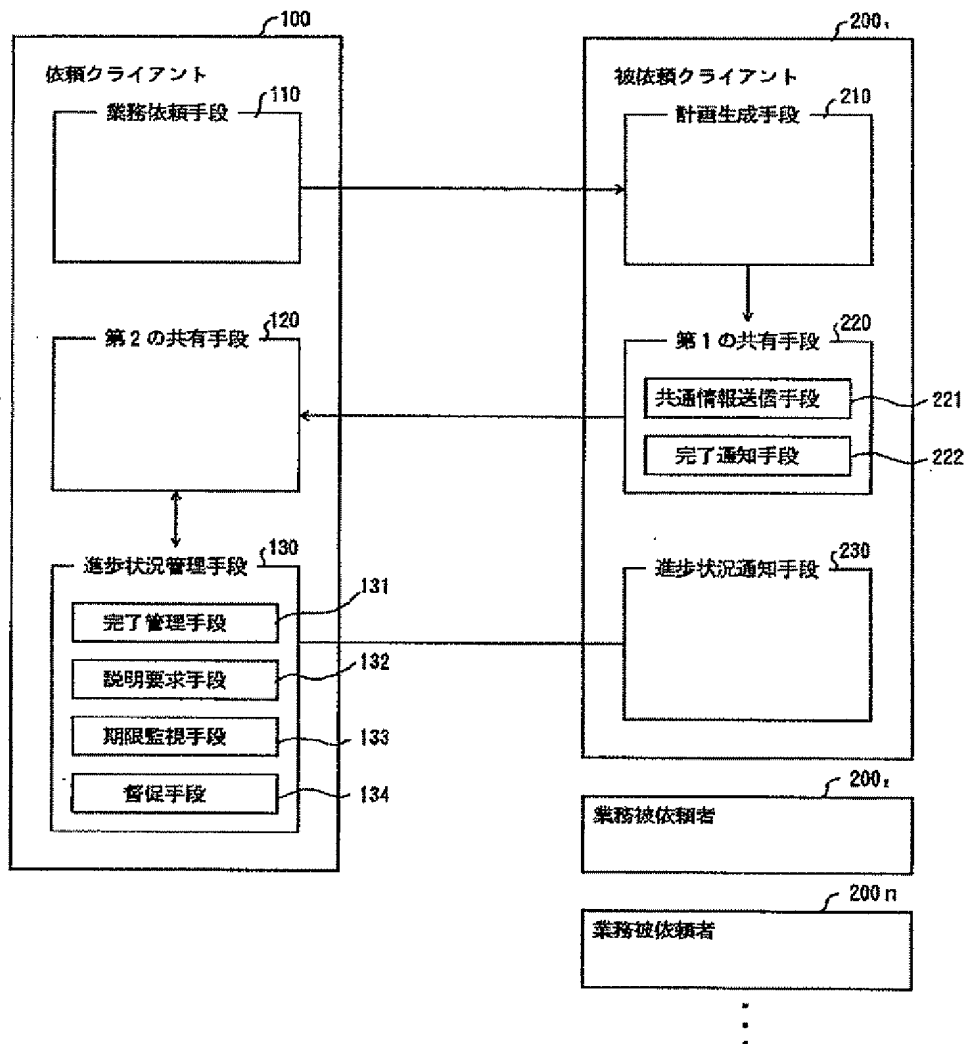 100
依頼クライアント
業務依頼手段
110
第2の共有手段
120
進歩状況管理手段
130
完了管理手段
131
説明要求手段
132
期限監視手段
133
督促手段
134
200₁
被依頼クライアント
計画生成手段
210
第1の共有手段
220
共通情報送信手段
221
完了通知手段
222
進歩状況通知手段
230
200₂
業務被依頼者
200n
業務被依頼者